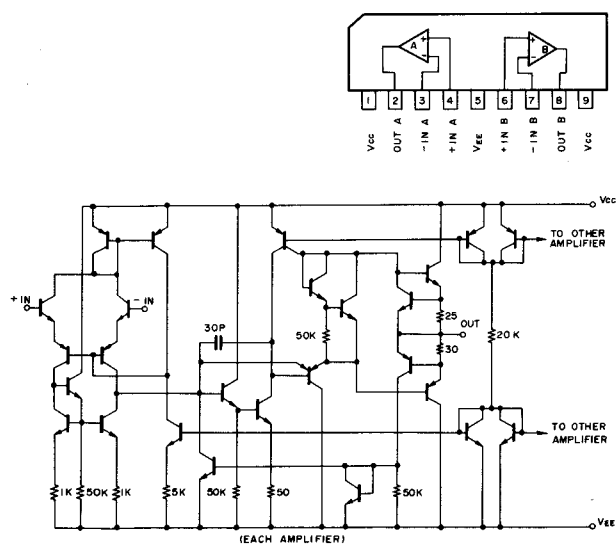 A
+
-
+
-
B
1
2
3
4
5
6
7
8
9
VCC
OUT A
-IN A
+IN A
VEE
+IN B
-IN B
OUT B
VCC
VCC
TO OTHER
AMPLIFIER
+IN
-IN
30P
50K
25
OUT
30
20K
TO OTHER
AMPLIFIER
1K
50K
1K
5K
50K
50
50K
VEE
(EACH AMPLIFIER)